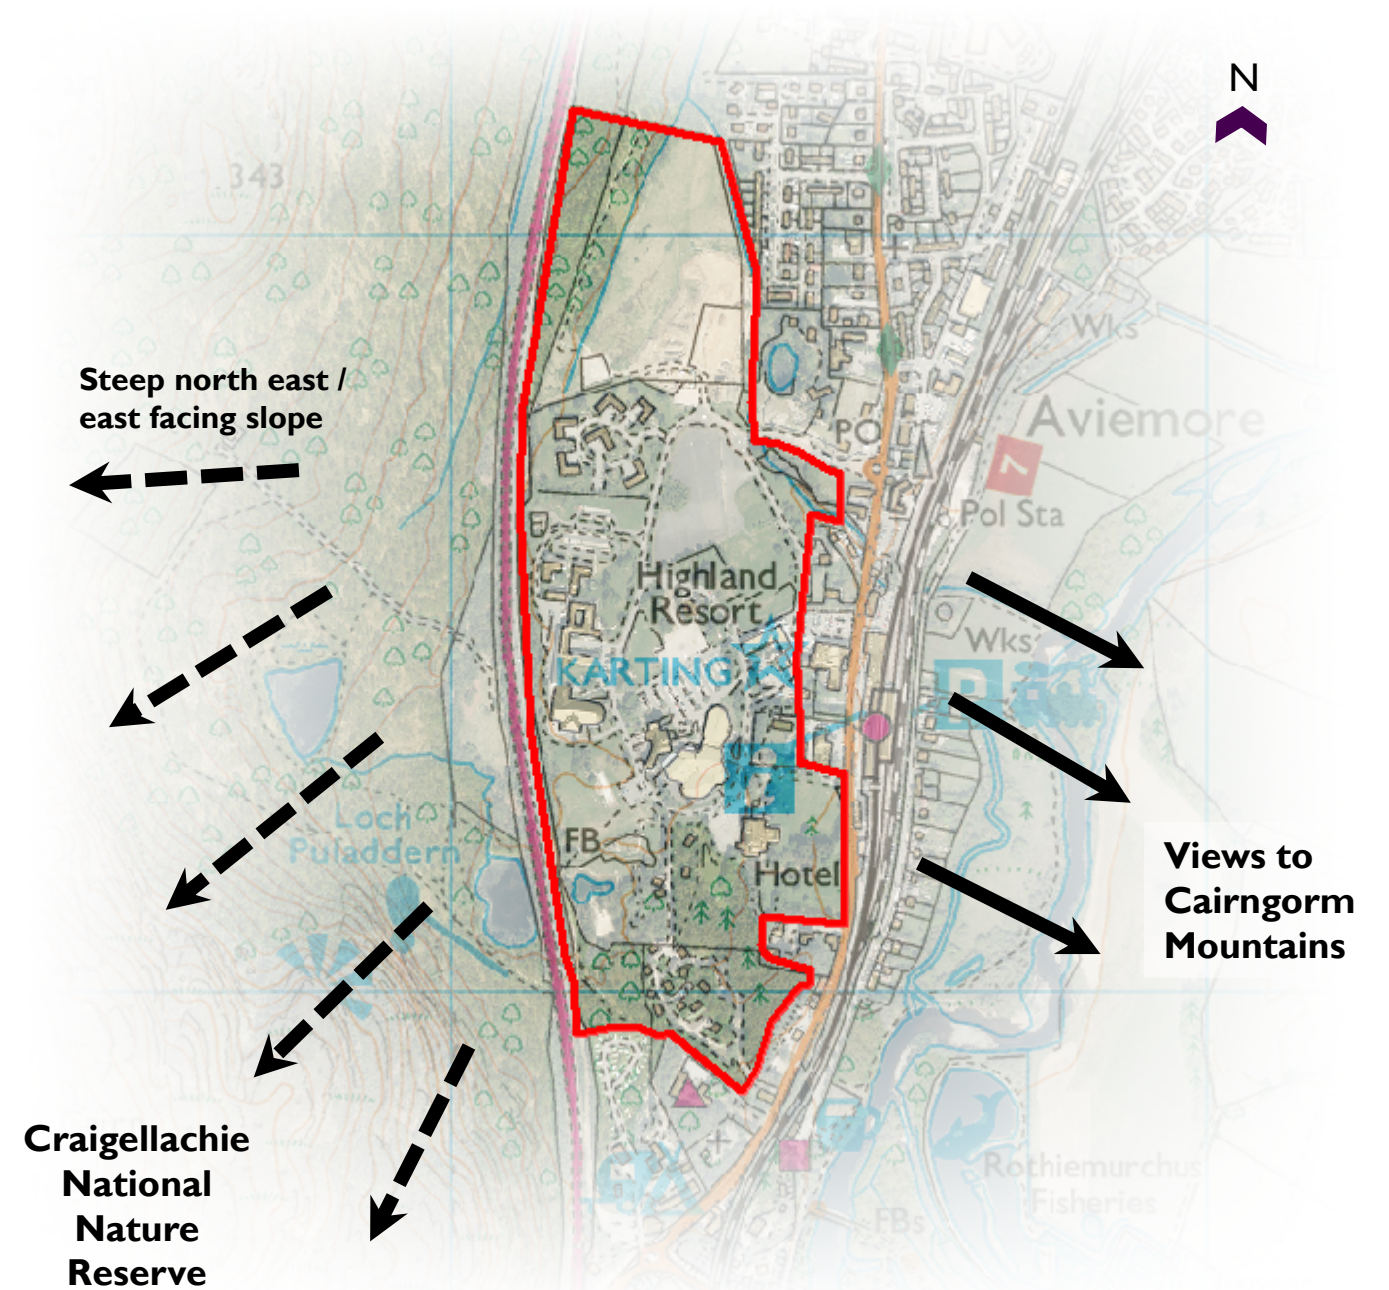 N
343
Wks
Steep north east /
east facing slope
Aviemore
PO
7
Pol Sta
Highland
Resort
Wks
KARTING
Loch
Puladdern
FB
Hotel
Views to
Cairngorm
Mountains
Craigellachie
National
Nature
Reserve
Rothiemurchus
Fisheries
FBs